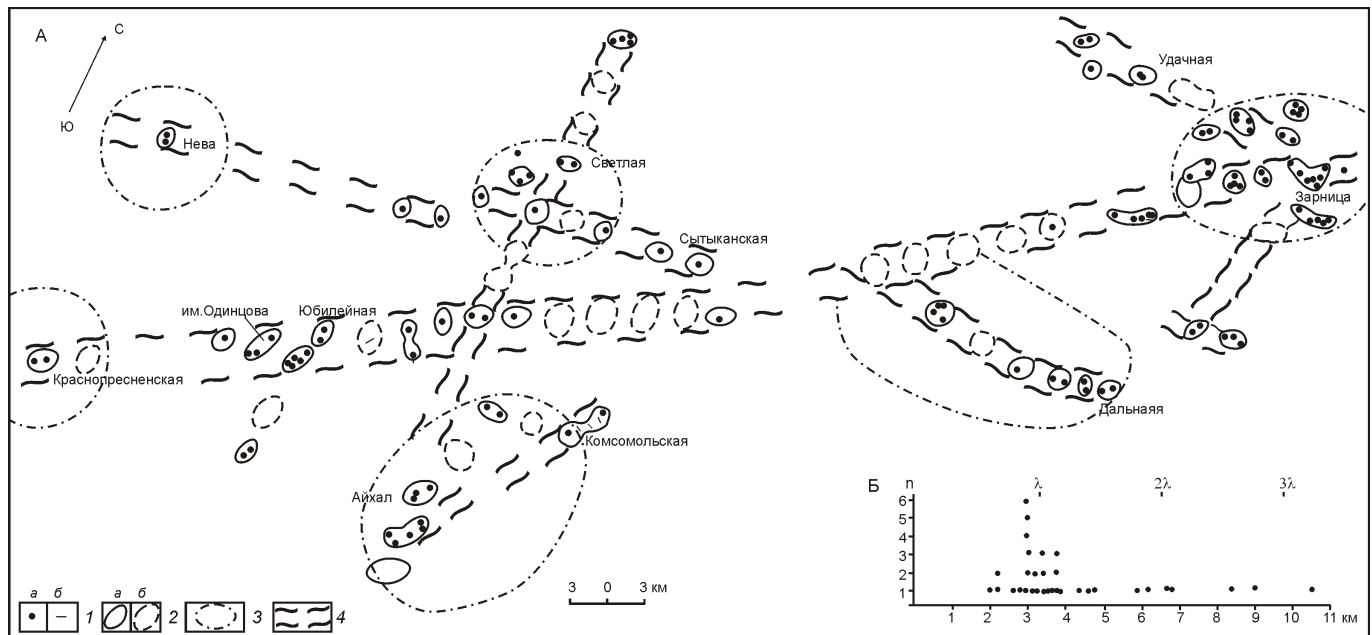 А
С
Ю
Удачная
Нева
Светлая
Зарница
Сытыканская
им.Одинцова
Юбилейная
Краснопресненская
Дальнаяя
Комсомольская
Айхал
3 0 3 км
а б
1
а б
2
3
4
Б
n
λ 2λ 3λ
6
5
4
3
2
1
1 2 3 4 5 6 7 8 9 10 11 км